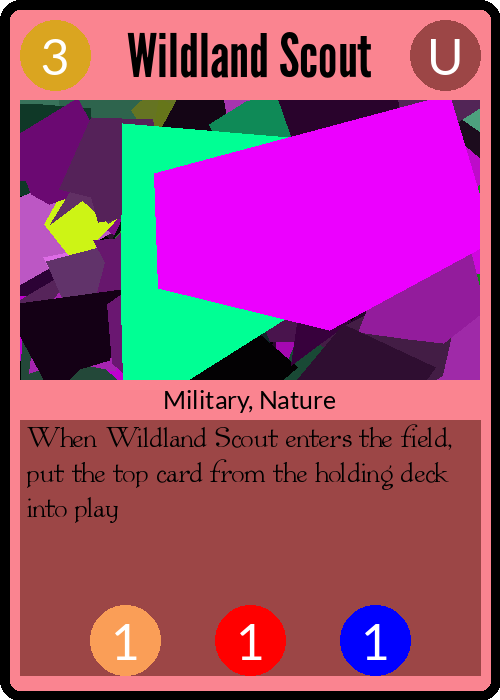 3 Wildland Scout U
Military, Nature
When Wildland Scout enters the field,
put the top card from the holding deck
into play
1 1 1